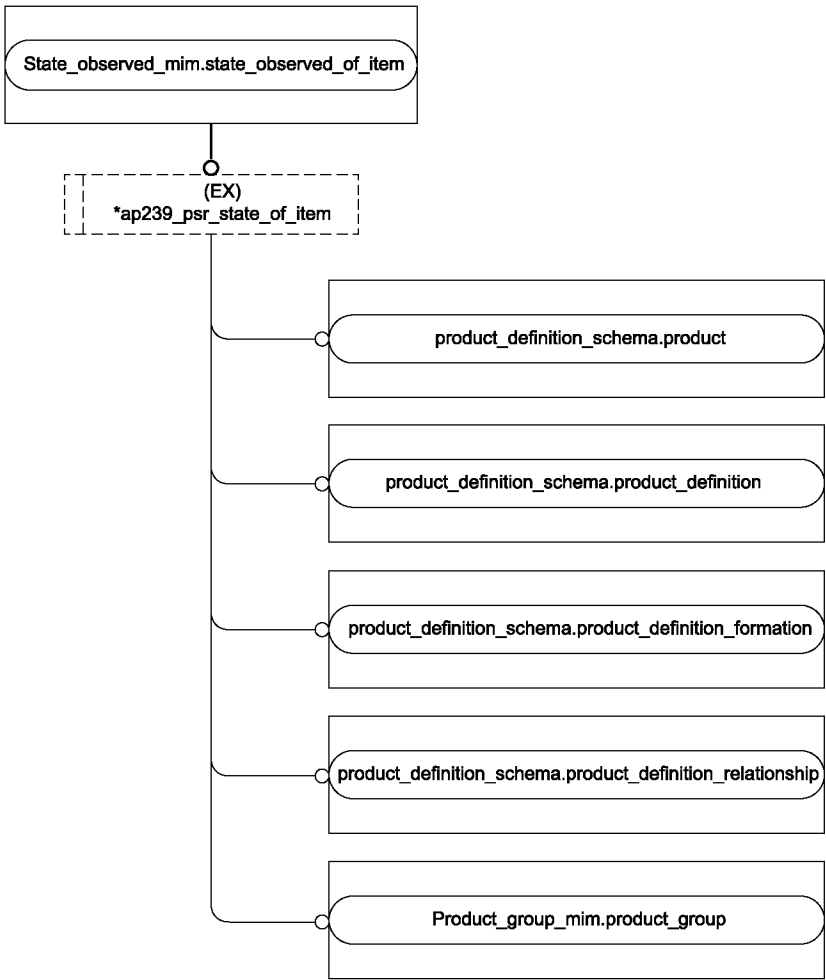 State_observed_mim.state_observed_of_item
(EX)
*ap239_psr_state_of_item
product_definition_schema.product
product_definition_schema.product_definition
product_definition_schema.product_definition_formation
product_definition_schema.product_definition_relationship
Product_group_mim.product_group